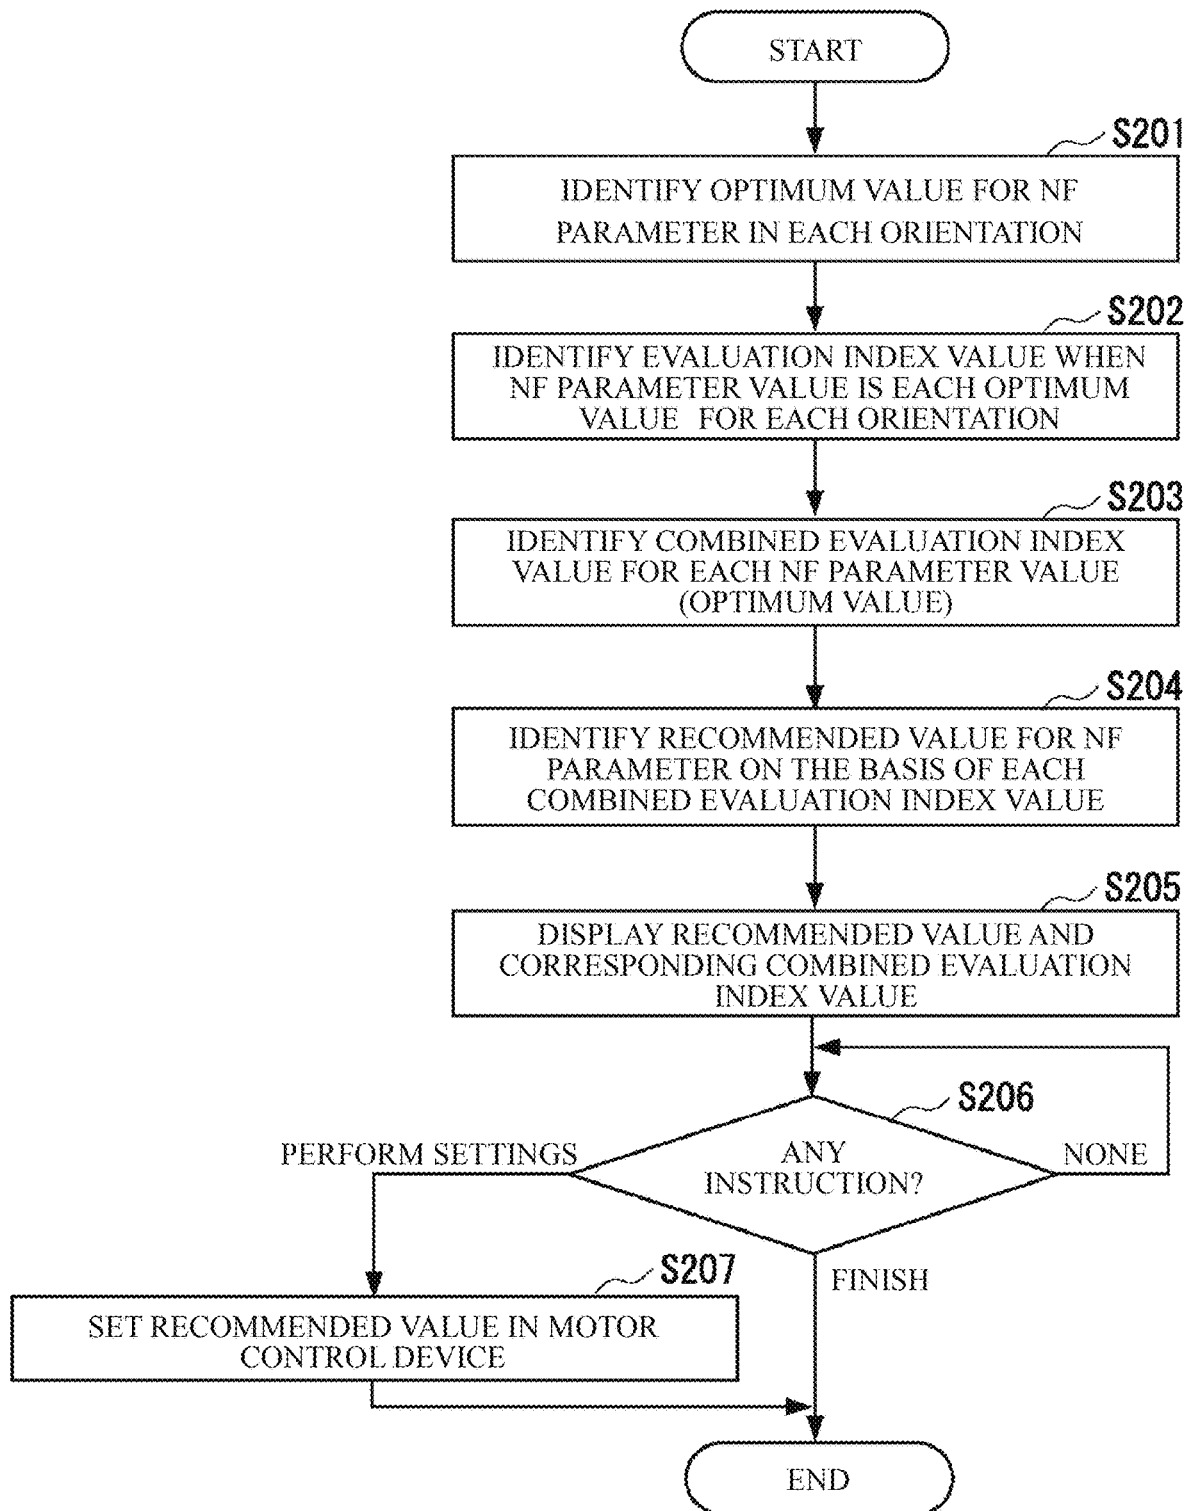 START
S201
IDENTIFY OPTIMUM VALUE FOR NF
PARAMETER IN EACH ORIENTATION
S202
IDENTIFY EVALUATION INDEX VALUE WHEN
NF PARAMETER VALUE IS EACH OPTIMUM
VALUE FOR EACH ORIENTATION
S203
IDENTIFY COMBINED EVALUATION INDEX
VALUE FOR EACH NF PARAMETER VALUE
(OPTIMUM VALUE)
S204
IDENTIFY RECOMMENDED VALUE FOR NF
PARAMETER ON THE BASIS OF EACH
COMBINED EVALUATION INDEX VALUE
S205
DISPLAY RECOMMENDED VALUE AND
CORRESPONDING COMBINED EVALUATION
INDEX VALUE
S206
PERFORM SETTINGS
ANY
INSTRUCTION?
NONE
S207
FINISH
SET RECOMMENDED VALUE IN MOTOR
CONTROL DEVICE
END